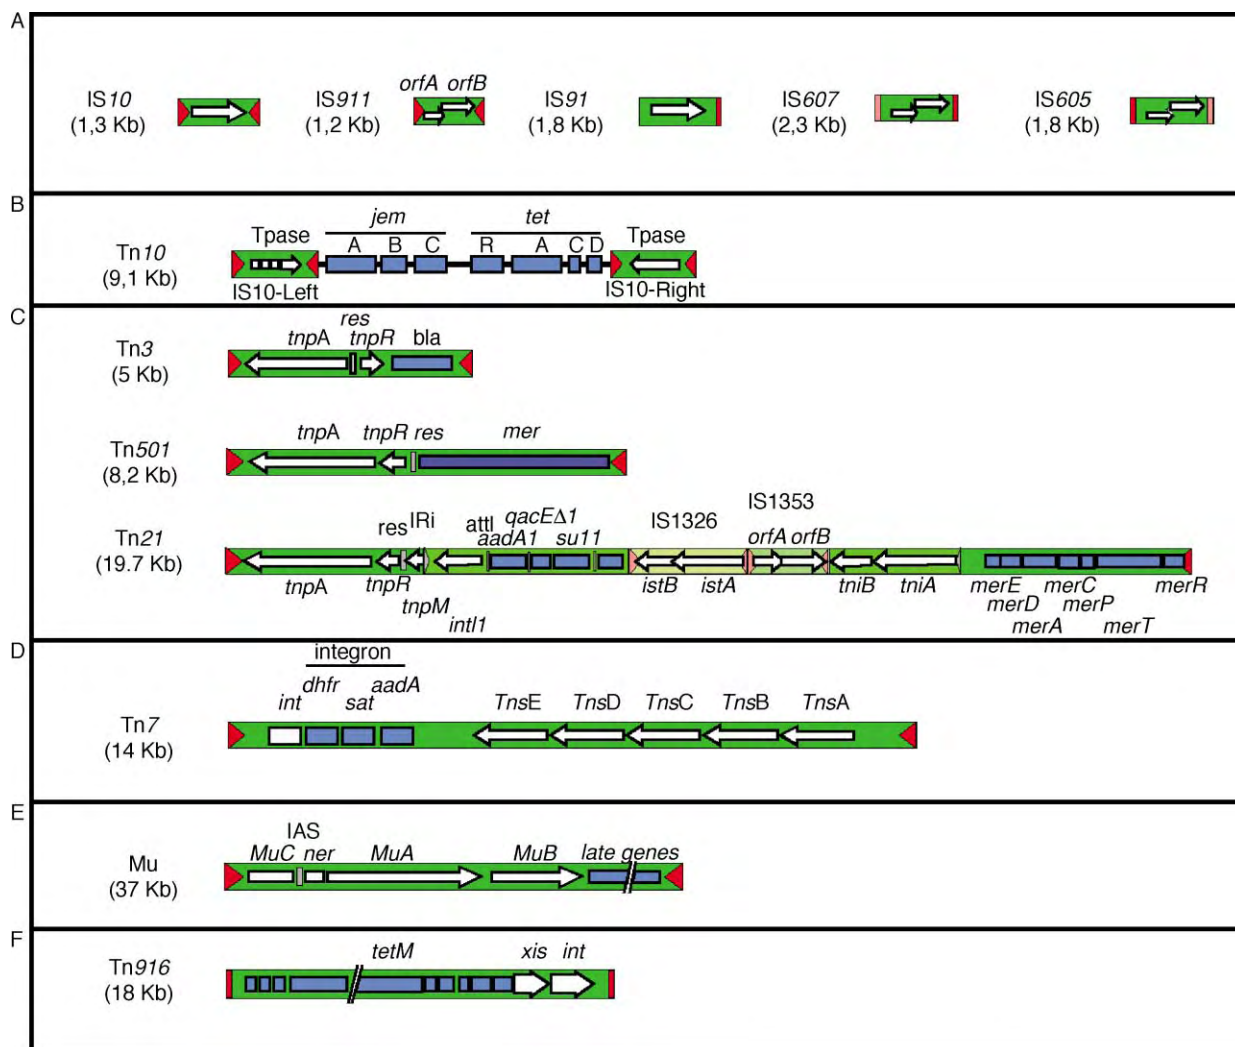 A
orfA orfB
IS10 IS911 IS91 IS607 IS605
(1,3 Kb) (1,2 Kb) (1,8 Kb) (2,3 Kb) (1,8 Kb)
B
jem tet
Tpase A B C R A C D Tpase
Tn10
(9,1 Kb)
IS10-Left IS10-Right
C
res
tnpA tnpR bla
Tn3
(5 Kb)
tnpA tnpR res mer
Tn501
(8,2 Kb)
IS1353
res IRi attI qacEΔ1 IS1326
aadA1 su11 orfA orfB
Tn21
(19.7 Kb)
tnpA tnpR istB istA tniB tniA merE merC merR
tnpM merD merP
intI1 merA merT
D
integron
dhfr aadA
int sat TnsE TnsD TnsC TnsB TnsA
Tn7
(14 Kb)
E
IAS
MuC ner MuA MuB late genes
Mu
(37 Kb)
F
tetM xis int
Tn916
(18 Kb)